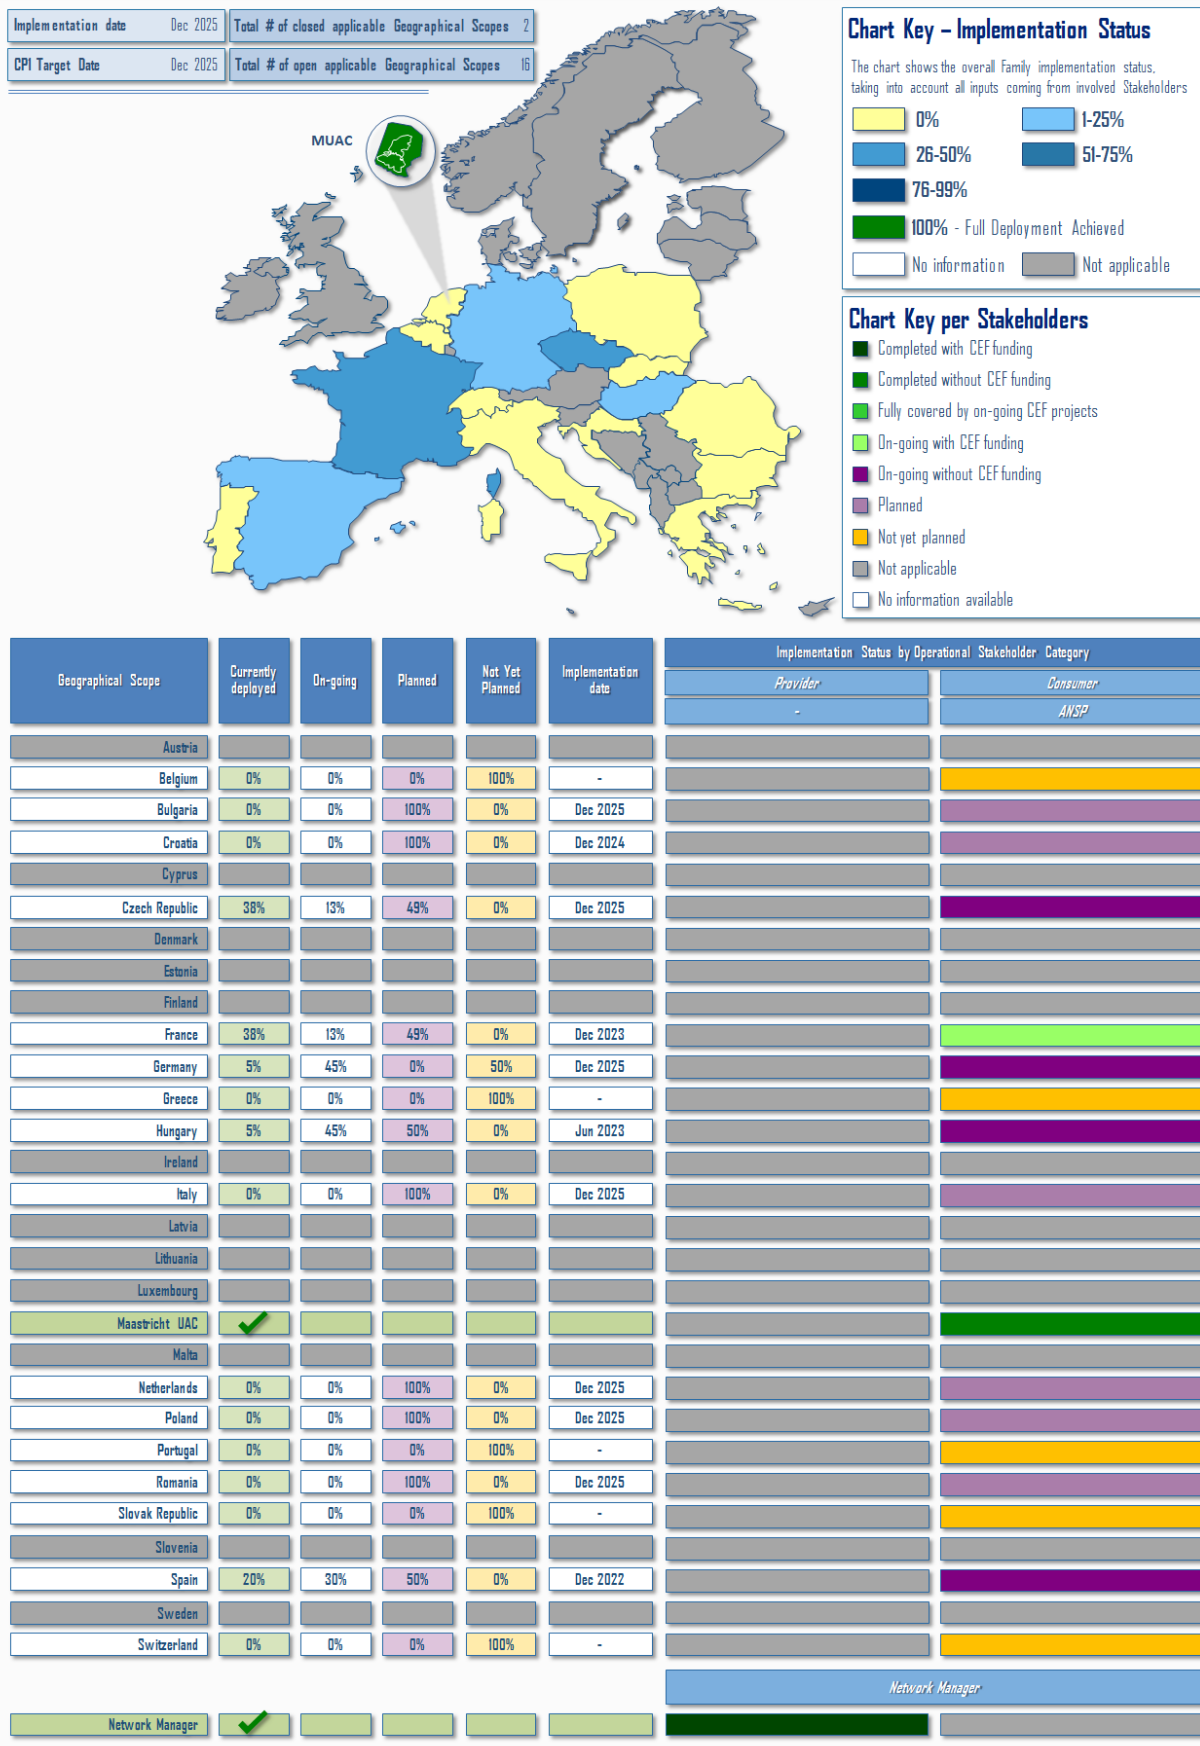 Implementation date Dec 2025 Total # of closed applicable Geographical Scopes 2
CPI Target Date Dec 2025 Total # of open applicable Geographical Scopes 16
MUAC
Chart Key – Implementation Status
The chart shows the overall Family implementation status,
taking into account all inputs coming from involved Stakeholders
0% 1-25%
26-50% 51-75%
76-99%
100% - Full Deployment Achieved
No information Not applicable
Chart Key per Stakeholders
Completed with CEF funding
Completed without CEF funding
Fully covered by on-going CEF projects
On-going with CEF funding
On-going without CEF funding
Planned
Not yet planned
Not applicable
No information available
Geographical Scope
Currently
deployed
On-going
Planned
Not Yet
Planned
Implementation
date
Implementation Status by Operational Stakeholder Category
Provider Consumer
- ANSP
Austria
Belgium 0% 0% 0% 100% -
Bulgaria 0% 0% 100% 0% Dec 2025
Croatia 0% 0% 100% 0% Dec 2024
Cyprus
Czech Republic 38% 13% 49% 0% Dec 2025
Denmark
Estonia
Finland
France 38% 13% 49% 0% Dec 2023
Germany 5% 45% 0% 50% Dec 2025
Greece 0% 0% 0% 100% -
Hungary 5% 45% 50% 0% Jun 2023
Ireland
Italy 0% 0% 100% 0% Dec 2025
Latvia
Lithuania
Luxembourg
Maastricht UAC
Malta
Netherlands 0% 0% 100% 0% Dec 2025
Poland 0% 0% 100% 0% Dec 2025
Portugal 0% 0% 0% 100% -
Romania 0% 0% 100% 0% Dec 2025
Slovak Republic 0% 0% 0% 100% -
Slovenia
Spain 20% 30% 50% 0% Dec 2022
Sweden
Switzerland 0% 0% 0% 100% -
Network Manager
Network Manager